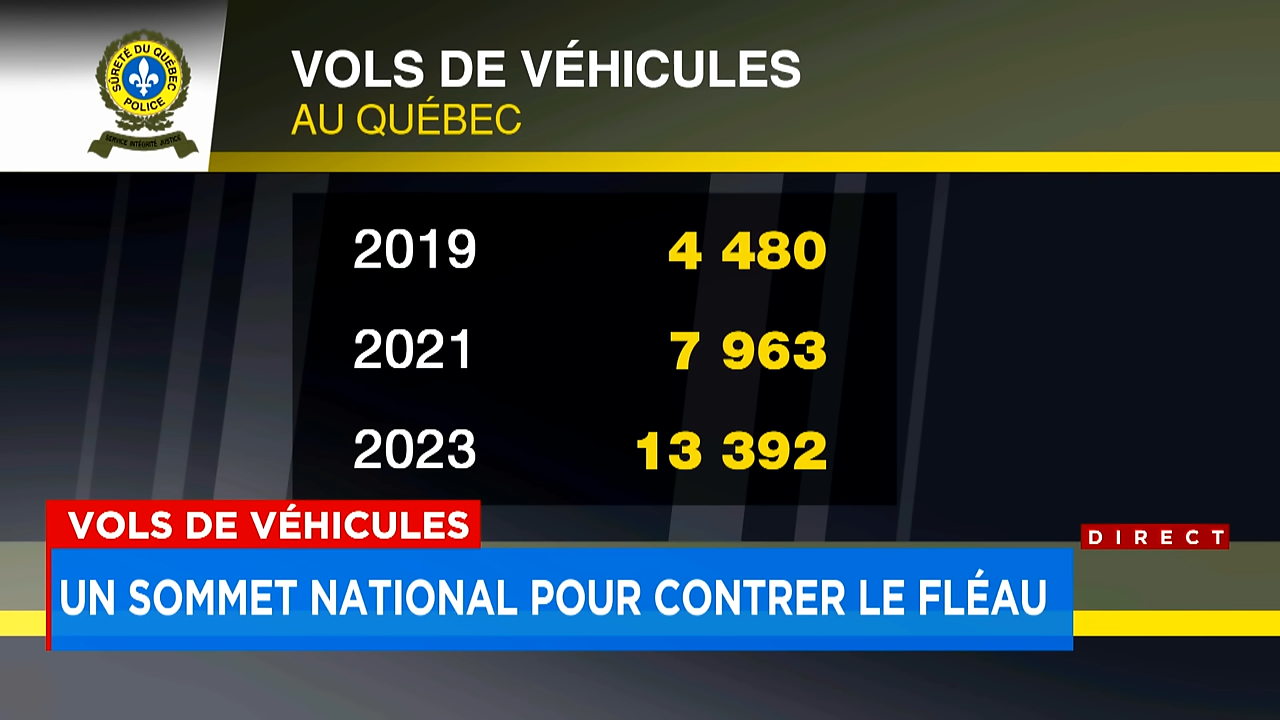 SÛRETÉ DU QUÉBEC
POLICE
SERVICE INTÉGRITÉ JUSTICE
VOLS DE VÉHICULES
AU QUÉBEC
2019 4 480
2021 7 963
2023 13 392
VOLS DE VÉHICULES
DIRECT
UN SOMMET NATIONAL POUR CONTRER LE FLÉAU